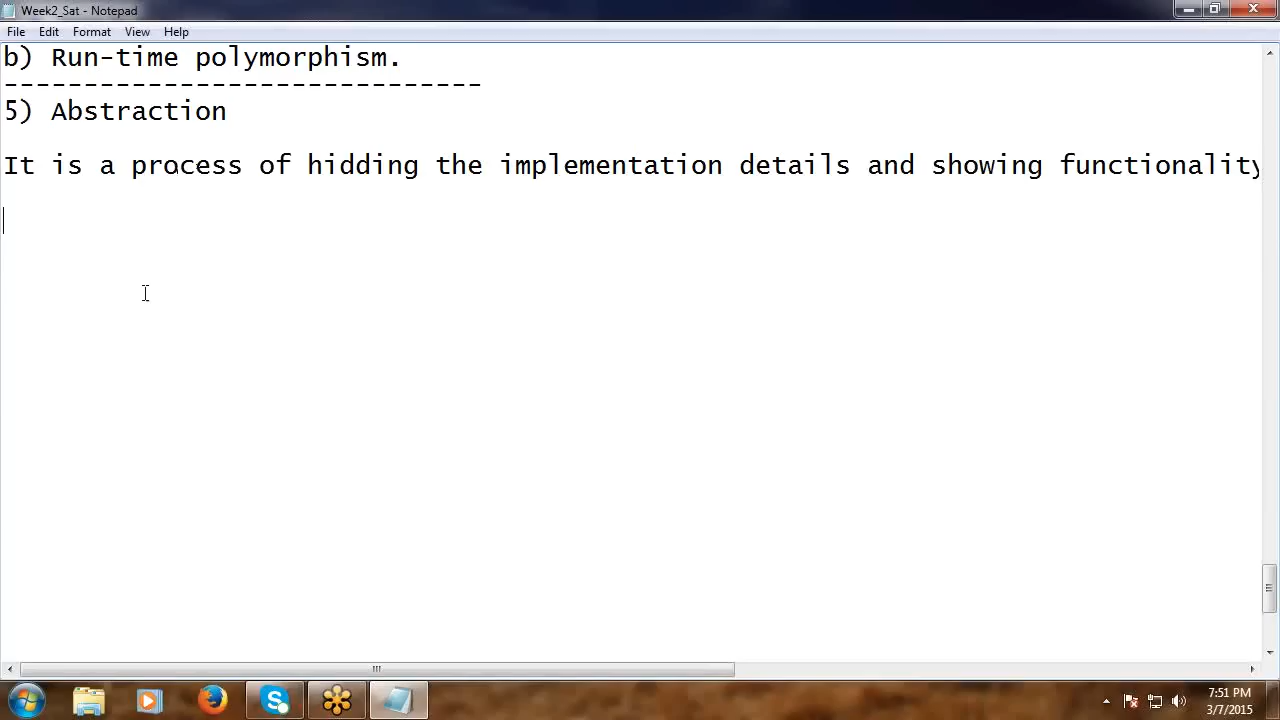 Week2_Sat - Notepad
File Edit Format View Help
b) Run-time polymorphism.
------------------------------
5) Abstraction
It is a process of hidding the implementation details and showing functionality
7:51 PM
3/7/2015